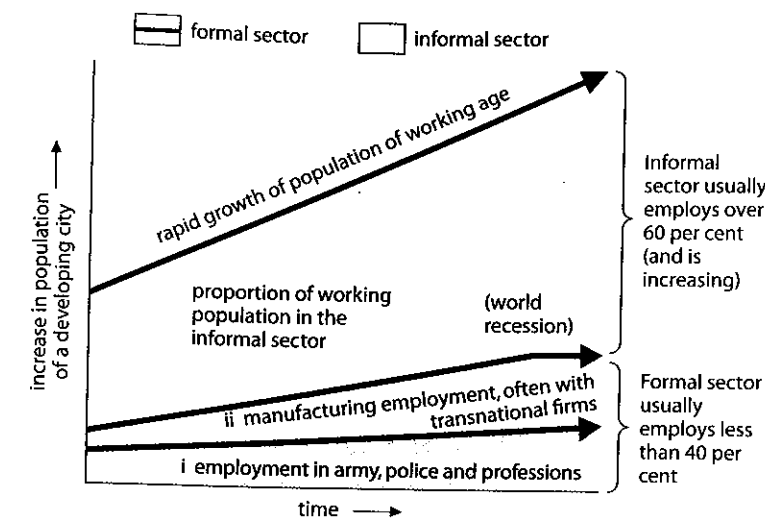 formal sector
informal sector
increase in population
of a developing city
rapid growth of population of working age
proportion of working
population in the
informal sector
(world
recession)
ii manufacturing employment, often with
transnational firms
i employment in army, police and professions
time
Informal
sector usually
employs over
60 per cent
(and is
increasing)
Formal sector
usually
employs less
than 40 per
cent